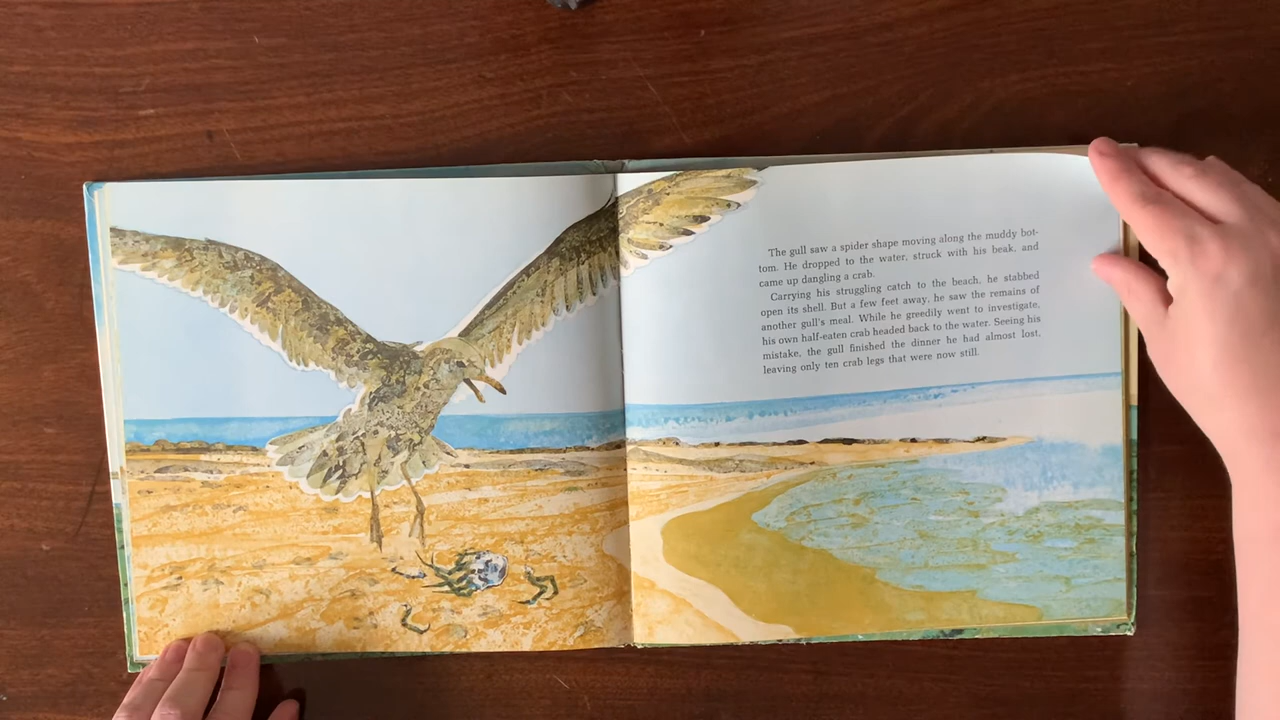 The gull saw a spider shape moving along the muddy bot-
tom. He dropped to the water, struck with his beak, and
came up dangling a crab.
Carrying his struggling catch to the beach, he stabbed
open its shell. But a few feet away, he saw the remains of
another gull's meal. While he greedily went to investigate,
his own half-eaten crab headed back to the water. Seeing his
mistake, the gull finished the dinner he had almost lost,
leaving only ten crab legs that were now still.